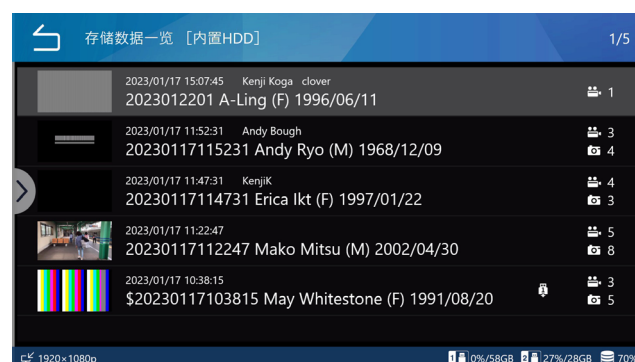 存储数据一览 [内置HDD]
1/5
2023/01/17 15:07:45 Kenji Koga clover
2023012201 A-Ling (F) 1996/06/11
1
2023/01/17 11:52:31 Andy Bough
20230117115231 Andy Ryo (M) 1968/12/09
3
4
2023/01/17 11:47:31 KenjiK
20230117114731 Erica Ikt (F) 1997/01/22
4
3
2023/01/17 11:22:47
20230117112247 Mako Mitsu (M) 2002/04/30
5
8
2023/01/17 10:38:15
$20230117103815 May Whitestone (F) 1991/08/20
1
3
5
1920×1080p
1 0%/58GB 2 27%/28GB 70%